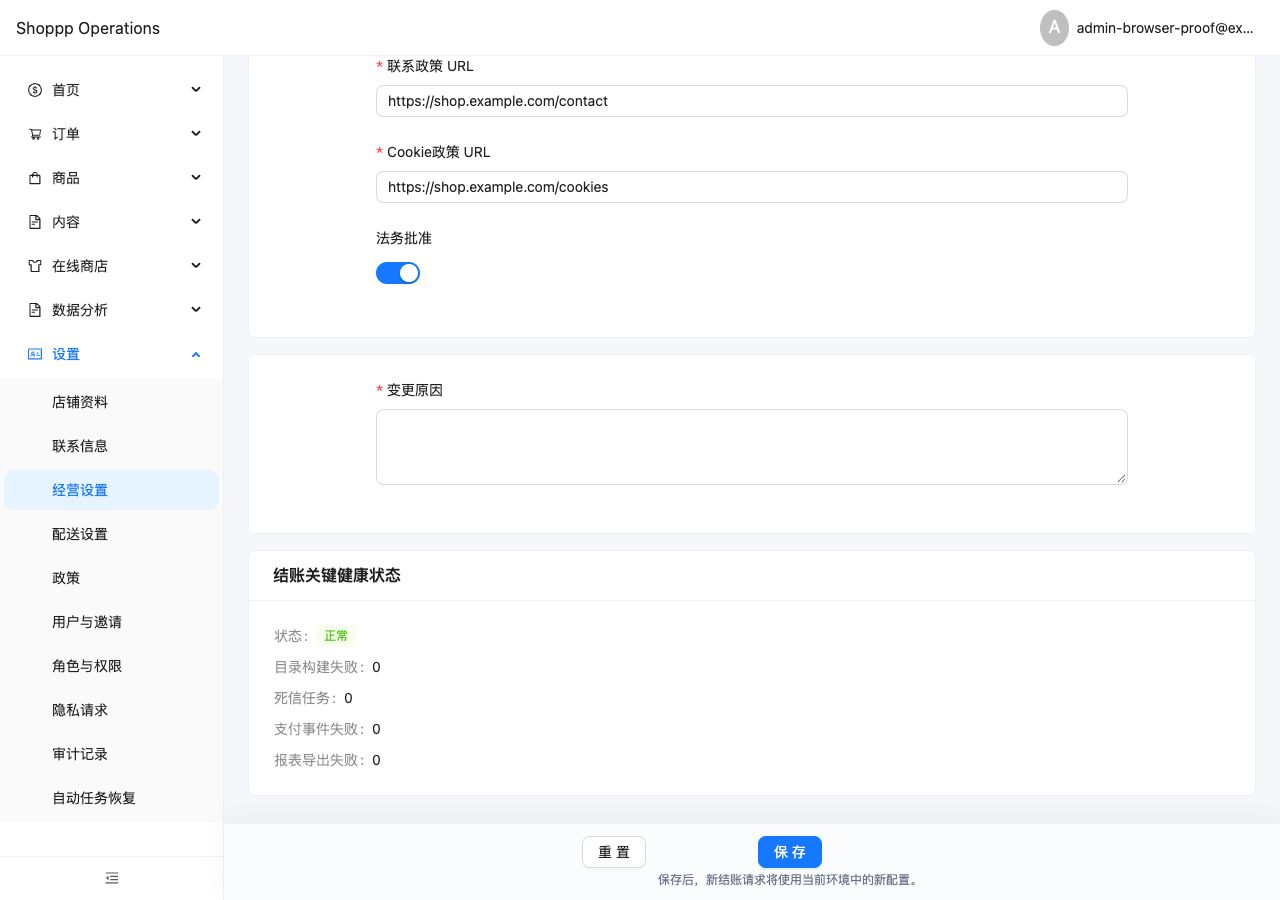 Shoppp Operations
A
admin-browser-proof@ex...
首页
订单
商品
内容
在线商店
数据分析
设置
店铺资料
联系信息
经营设置
配送设置
政策
用户与邀请
角色与权限
隐私请求
审计记录
自动任务恢复
* 联系政策 URL
https://shop.example.com/contact
* Cookie政策 URL
https://shop.example.com/cookies
法务批准
* 变更原因
结账关键健康状态
状态: 正常
目录构建失败: 0
死信任务: 0
支付事件失败: 0
报表导出失败: 0
重 置
保 存
保存后，新结账请求将使用当前环境中的新配置。